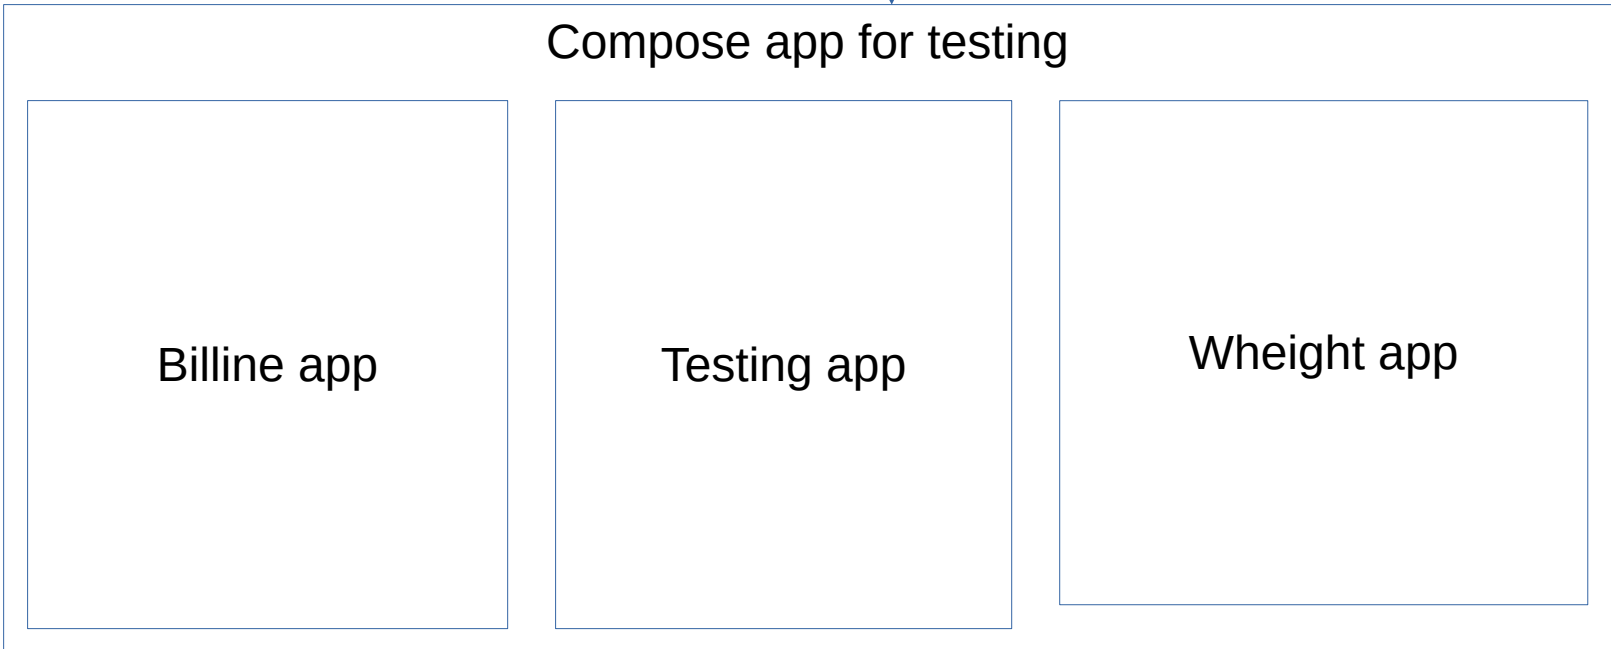 Compose app for testing
Billine app
Testing app
Wheight app